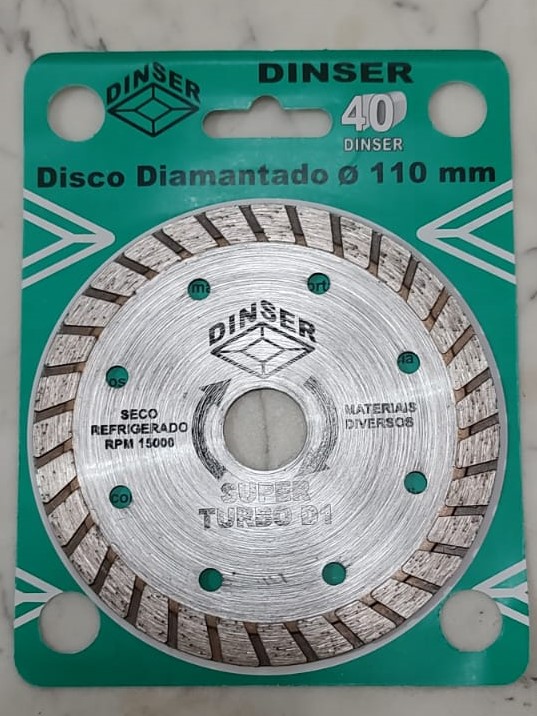 DINSER
DINSER
40
DINSER
Disco Diamantado Ø 110 mm
DINSER
SECO
REFRIGERADO
RPM 15000
MATERIAIS
DIVERSOS
SUPER
TURBO D1